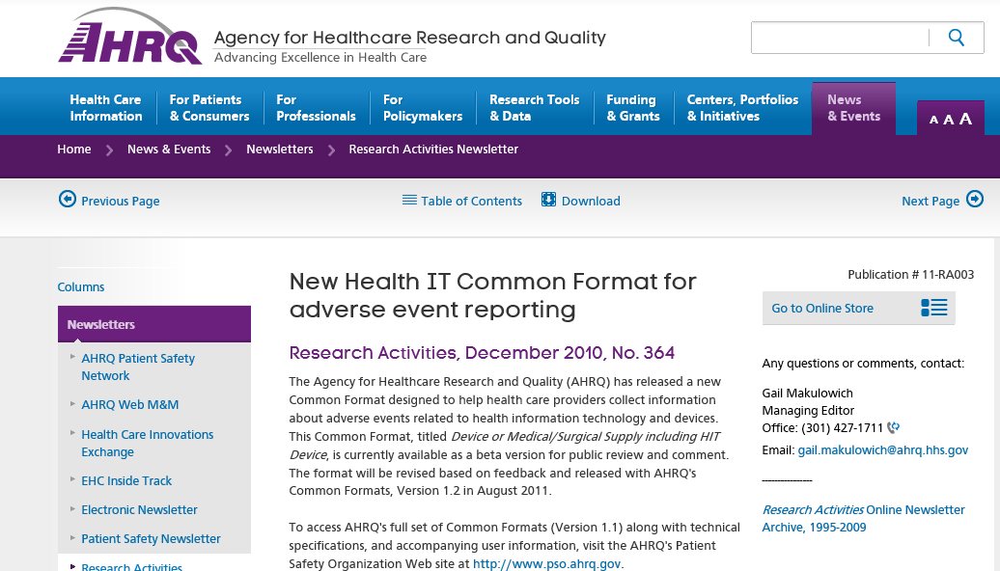 AHRQ
Agency for Healthcare Research and Quality
Advancing Excellence in Health Care
Health Care Information
For Patients & Consumers
For Professionals
For Policymakers
Research Tools & Data
Funding & Grants
Centers, Portfolios & Initiatives
News & Events
A A A
Home
News & Events
Newsletters
Research Activities Newsletter
Previous Page
Table of Contents
Download
Next Page
Columns
Newsletters
AHRQ Patient Safety
Network
AHRQ Web M&M
Health Care Innovations
Exchange
EHC Inside Track
Electronic Newsletter
Patient Safety Newsletter
Research Activities
New Health IT Common Format for
adverse event reporting
Research Activities, December 2010, No. 364
The Agency for Healthcare Research and Quality (AHRQ) has released a new
Common Format designed to help health care providers collect information
about adverse events related to health information technology and devices.
This Common Format, titled Device or Medical/Surgical Supply including HIT
Device, is currently available as a beta version for public review and comment.
The format will be revised based on feedback and released with AHRQ's
Common Formats, Version 1.2 in August 2011.
To access AHRQ's full set of Common Formats (Version 1.1) along with technical
specifications, and accompanying user information, visit the AHRQ's Patient
Safety Organization Web site at http://www.pso.ahrq.gov.
Publication # 11-RA003
Go to Online Store
Any questions or comments, contact:
Gail Makulowich
Managing Editor
Office: (301) 427-1711
Email: gail.makulowich@ahrq.hhs.gov
----------------
Research Activities Online Newsletter
Archive, 1995-2009